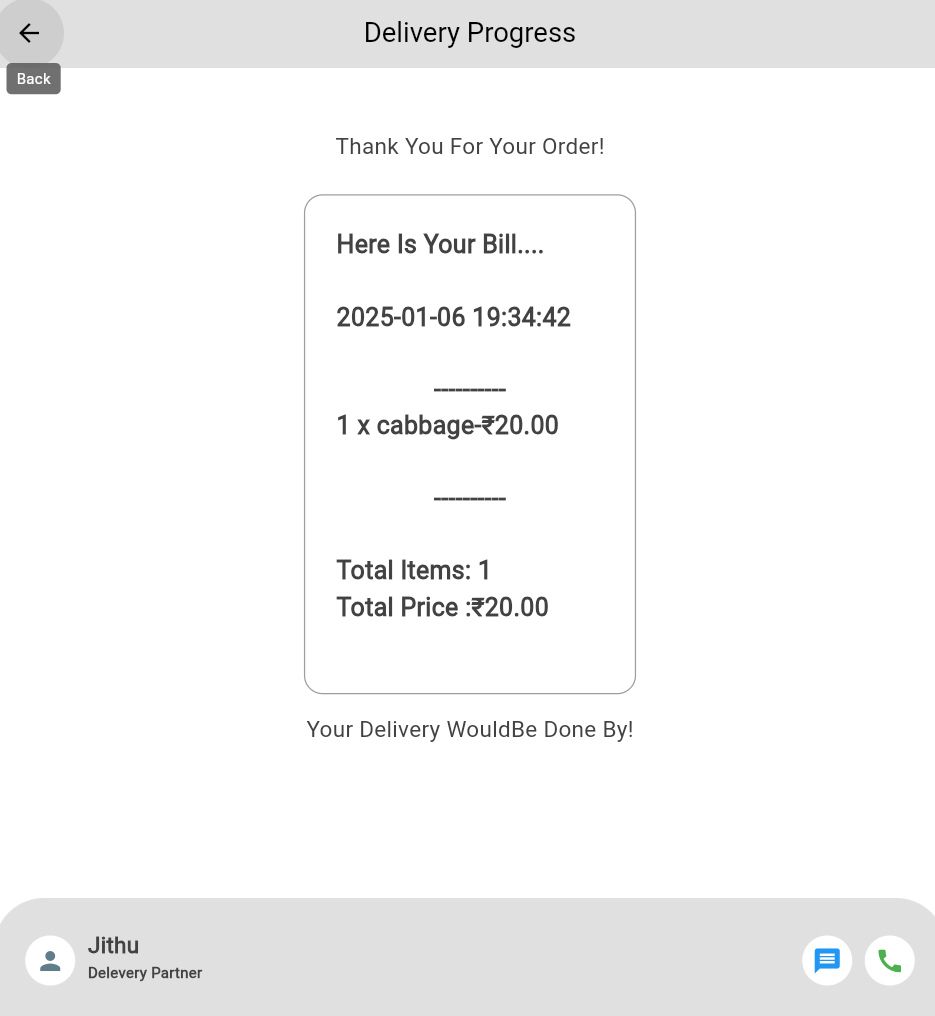 Delivery Progress
Back
Thank You For Your Order!
Here Is Your Bill....
2025-01-06 19:34:42
----------
1 x cabbage-₹20.00
----------
Total Items: 1
Total Price :₹20.00
Your Delivery WouldBe Done By!
Jithu
Delevery Partner